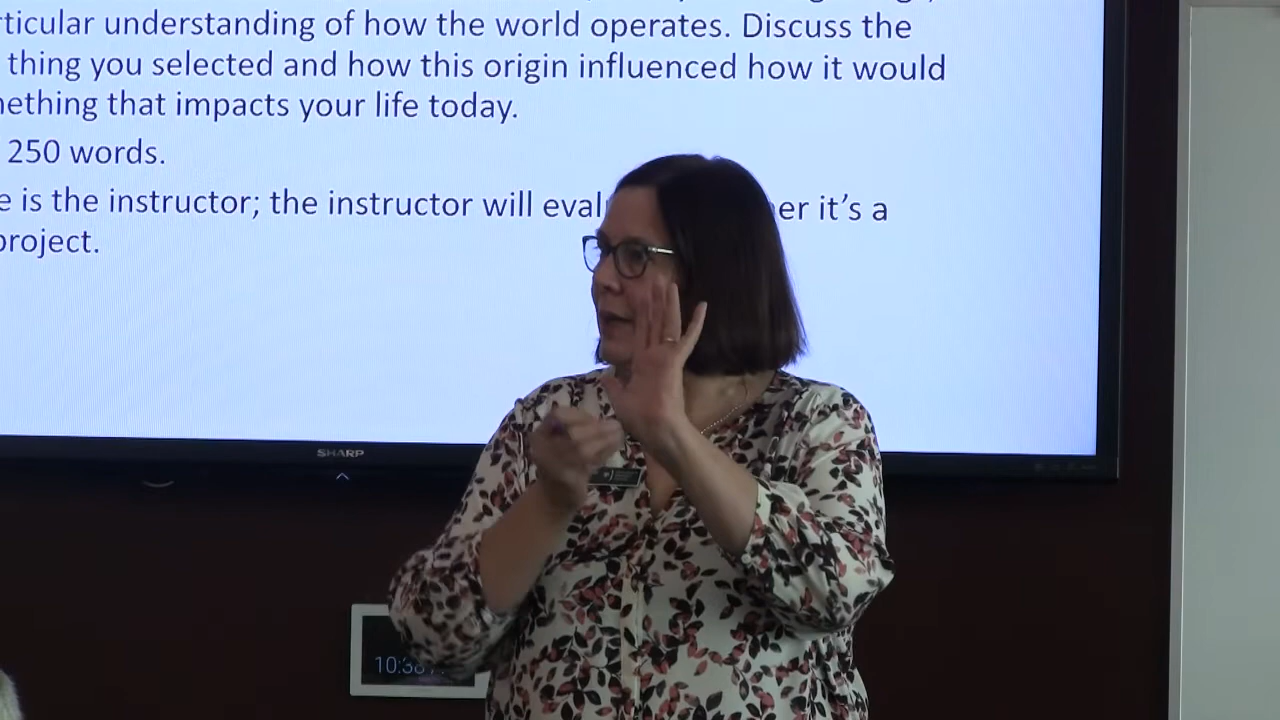 rticular understanding of how the world operates. Discuss the
thing you selected and how this origin influenced how it would
nething that impacts your life today.
250 words.
e is the instructor; the instructor will eval er it's a
project.
SHARP
10:38